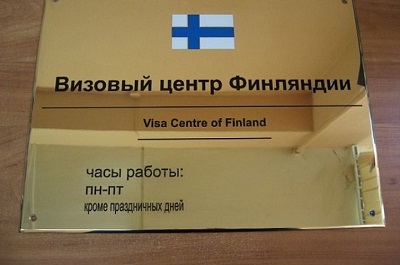 Визовый центр Финляндии
Visa Centre of Finland
часы работы:
пн-пт
кроме праздничных дней